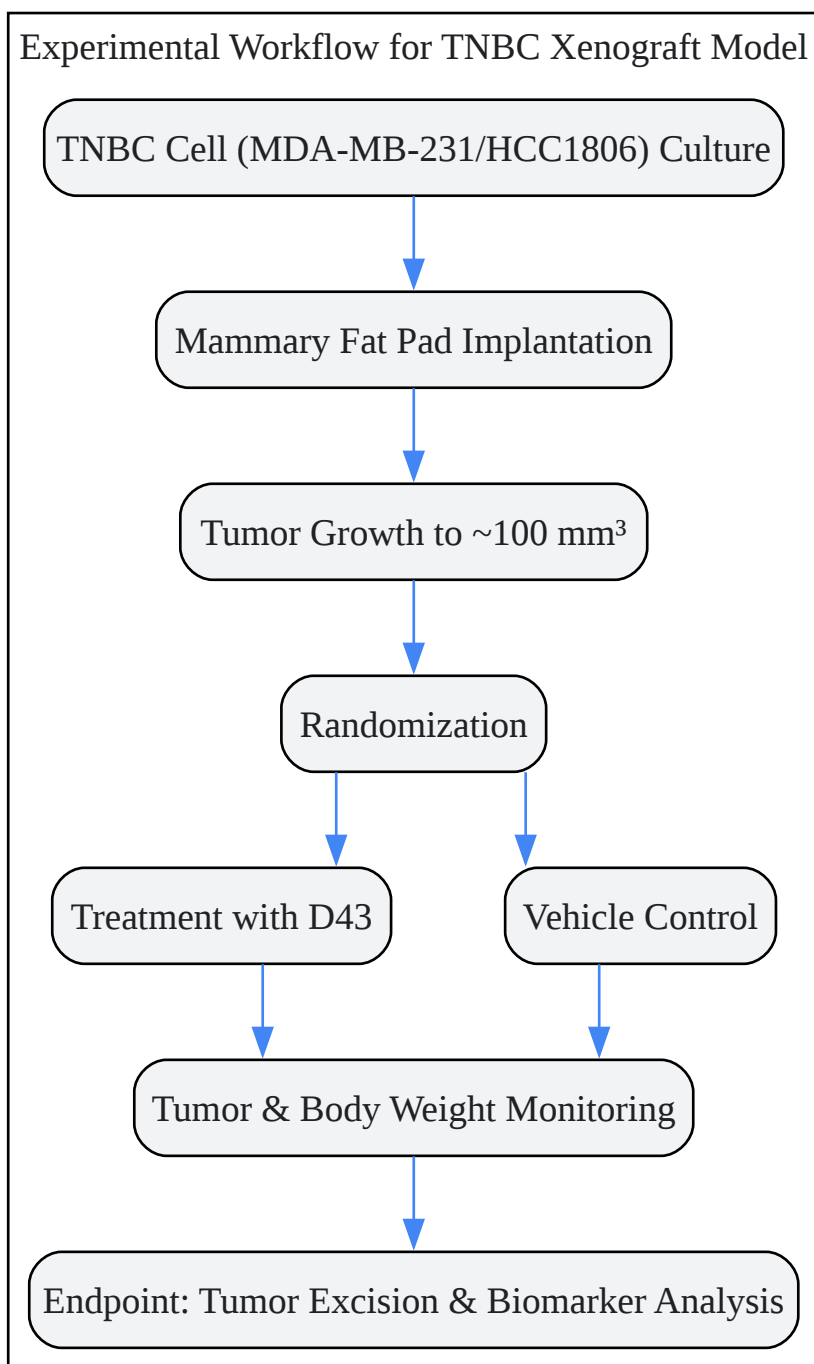 Experimental Workflow for TNBC Xenograft Model
TNBC Cell (MDA-MB-231/HCC1806) Culture
Mammary Fat Pad Implantation
Tumor Growth to ~100 mm³
Randomization
Treatment with D43
Vehicle Control
Tumor & Body Weight Monitoring
Endpoint: Tumor Excision & Biomarker Analysis